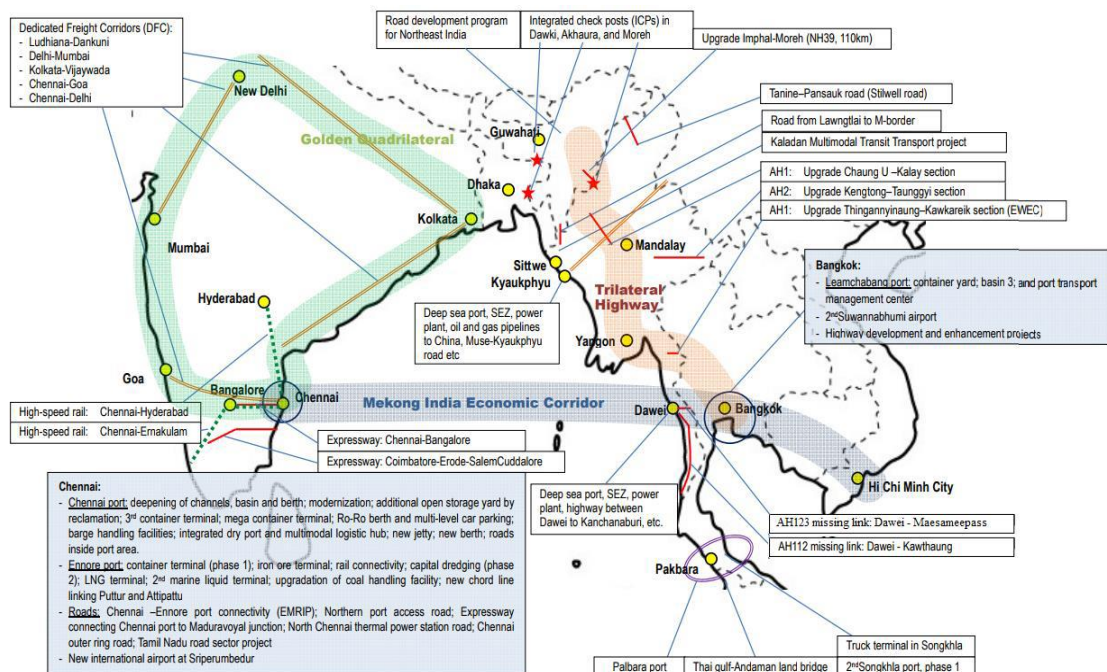 Dedicated Freight Corridors (DFC):
- Ludhiana-Dankuni
- Delhi-Mumbai
- Kolkata-Vijaywada
- Chennai-Goa
- Chennai-Delhi
Road development program
for Northeast India
Integrated check posts (ICPs) in
Dawki, Akhaura, and Moreh
Upgrade Imphal-Moreh (NH39, 110km)
Tanine–Pansauk road (Stilwell road)
Road from Lawngtlai to M-border
Kaladan Multimodal Transit Transport project
AH1: Upgrade Chaung U –Kalay section
AH2: Upgrade Kengtong–Taunggyi section
AH1: Upgrade Thingannyinaung–Kawkareik section (EWEC)
New Delhi
Golden Quadrilateral
Guwahati
Dhaka
Kolkata
Mumbai
Mandalay
Sittwe
Kyaukphyu
Hyderabad
Trilateral
Highway
Bangkok:
- Leamchabang port: container yard; basin 3; and port transport
management center
- 2ndSuwannabhumi airport
- Highway development and enhancement projects
Deep sea port, SEZ, power
plant, oil and gas pipelines
to China, Muse-Kyaukphyu
road etc
Yangon
Goa
Bangalore
Chennai
Mekong India Economic Corridor
Dawei
Bangkok
High-speed rail: Chennai-Hyderabad
High-speed rail: Chennai-Ernakulam
Expressway: Chennai-Bangalore
Expressway: Coimbatore-Erode-SalemCuddalore
Hi Chi Minh City
Chennai:
- Chennai port: deepening of channels, basin and berth; modernization; additional open storage yard by
reclamation; 3rd container terminal; mega container terminal; Ro-Ro berth and multi-level car parking;
barge handling facilities; integrated dry port and multimodal logistic hub; new jetty; new berth; roads
inside port area.
- Ennore port: container terminal (phase 1); iron ore terminal; rail connectivity; capital dredging (phase
2); LNG terminal; 2nd marine liquid terminal; upgradation of coal handling facility; new chord line
linking Puttur and Attipattu
- Roads: Chennai –Ennore port connectivity (EMRIP); Northern port access road; Expressway
connecting Chennai port to Maduravoyal junction; North Chennai thermal power station road; Chennai
outer ring road; Tamil Nadu road sector project
- New international airport at Sriperumbedur
Deep sea port, SEZ, power
plant, highway between
Dawei to Kanchanaburi, etc.
AH123 missing link: Dawei - Maesameepass
AH112 missing link: Dawei - Kawthaung
Pakbara
Truck terminal in Songkhla
Palbara port
Thai gulf-Andaman land bridge
2ndSongkhla port, phase 1